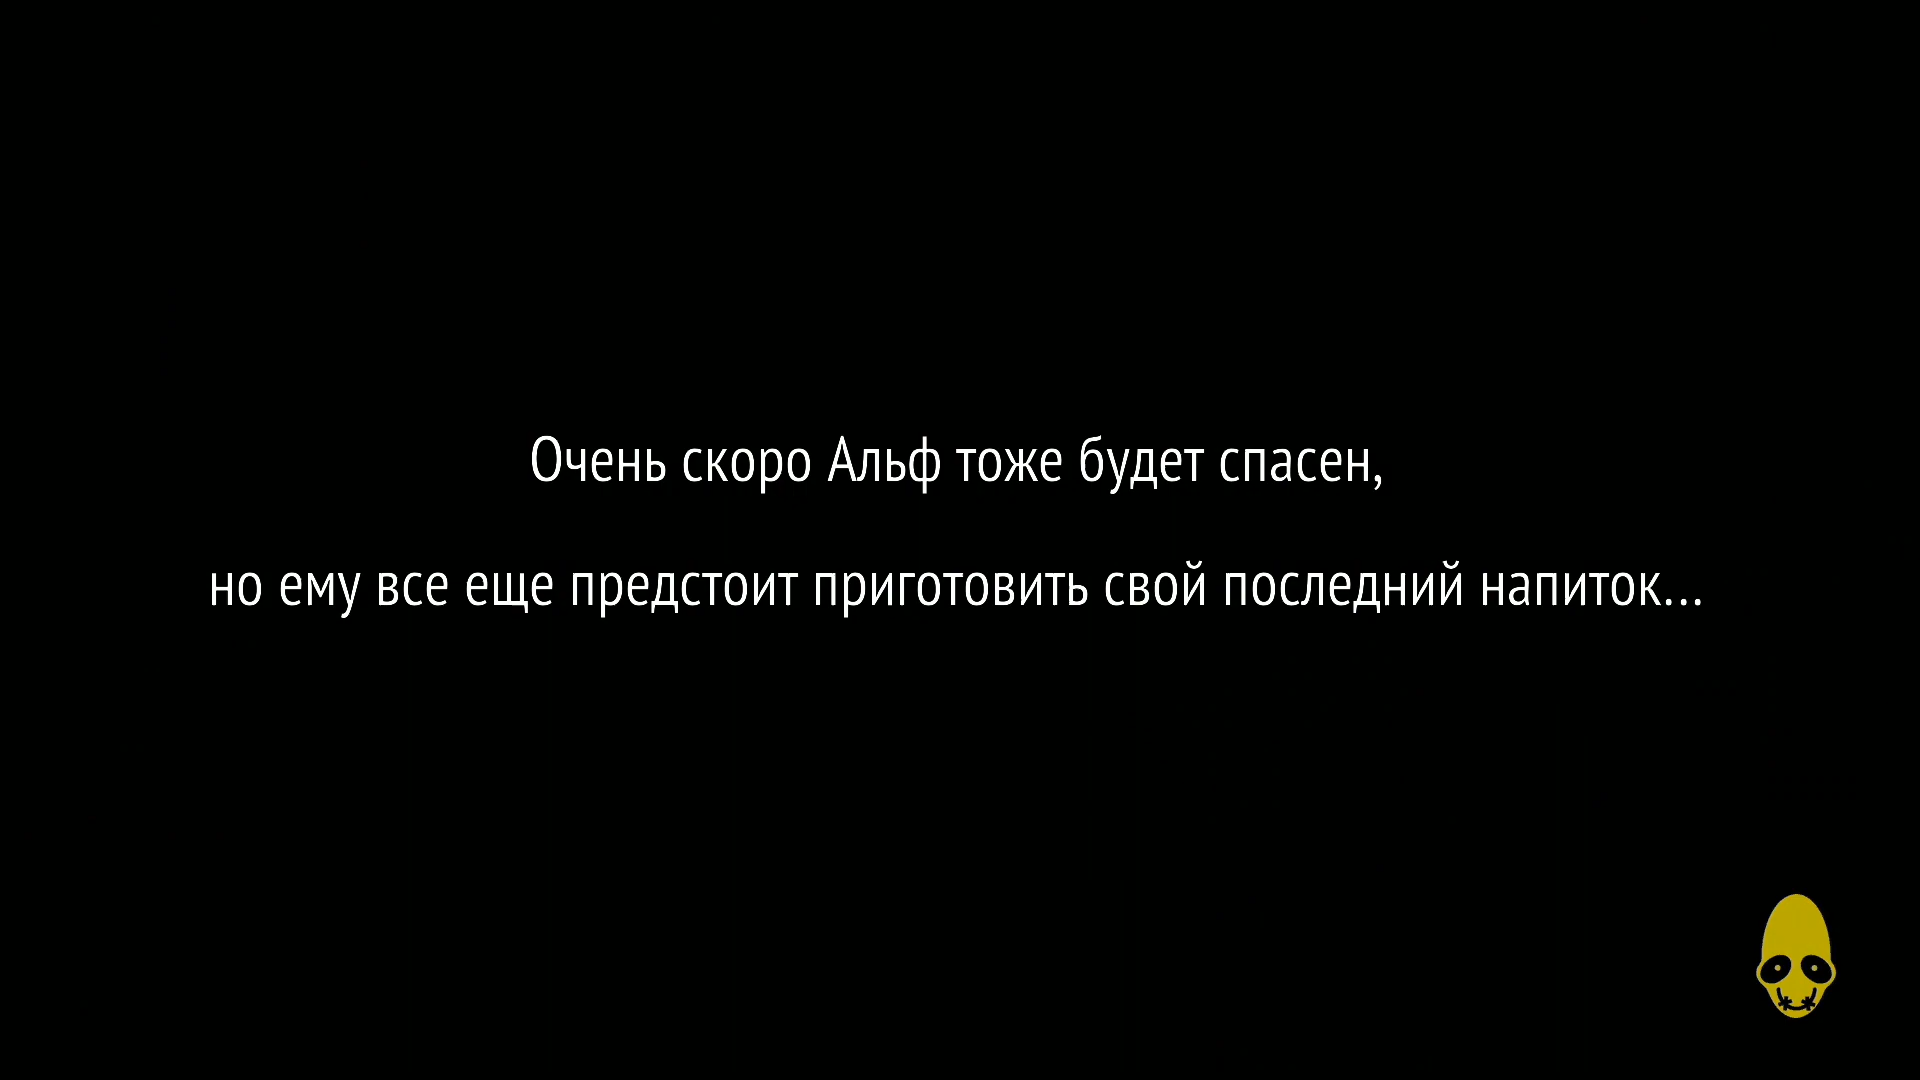 Очень скоро Альф тоже будет спасен,
но ему все еще предстоит приготовить свой последний напиток...